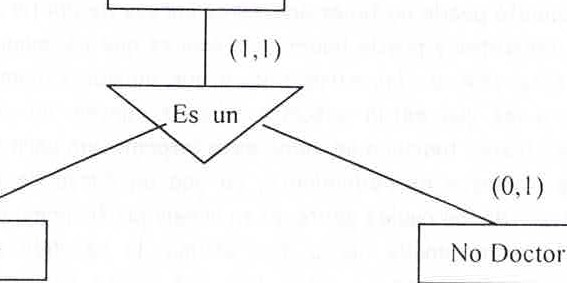 (1,1)
Es un
(0,1)
No Doctor